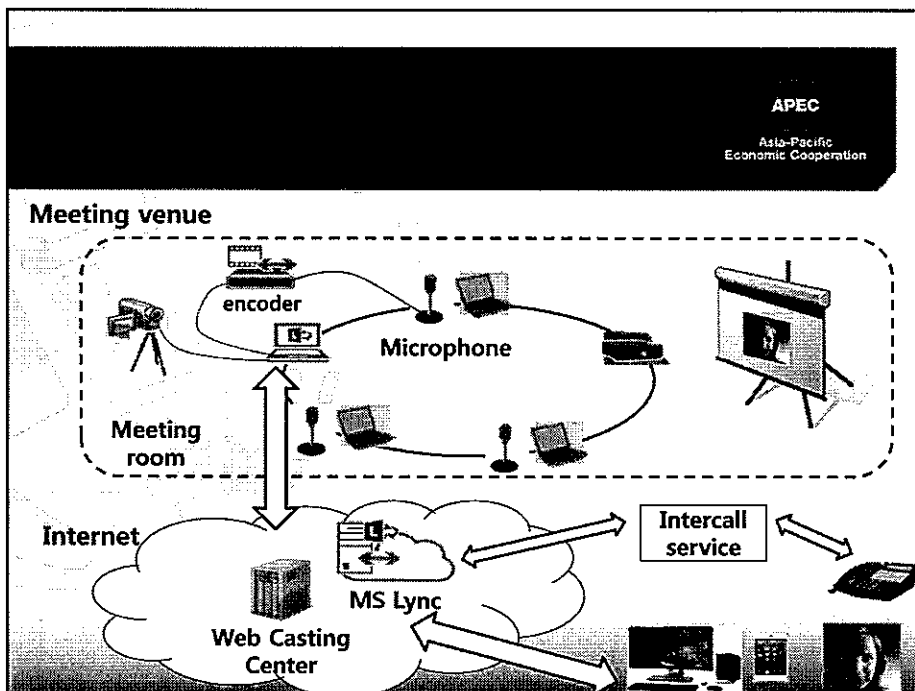 APEC
Asia-Pacific
Economic Cooperation
Meeting venue
encoder
Microphone
Meeting
room
Internet
MS Lync
Web Casting
Center
Intercall
service